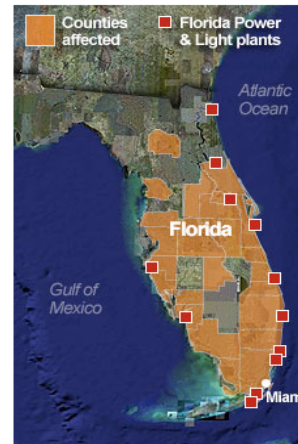 Counties
affected
Florida Power
& Light plants
Atlantic
Ocean
Florida
Gulf of
Mexico
Miam